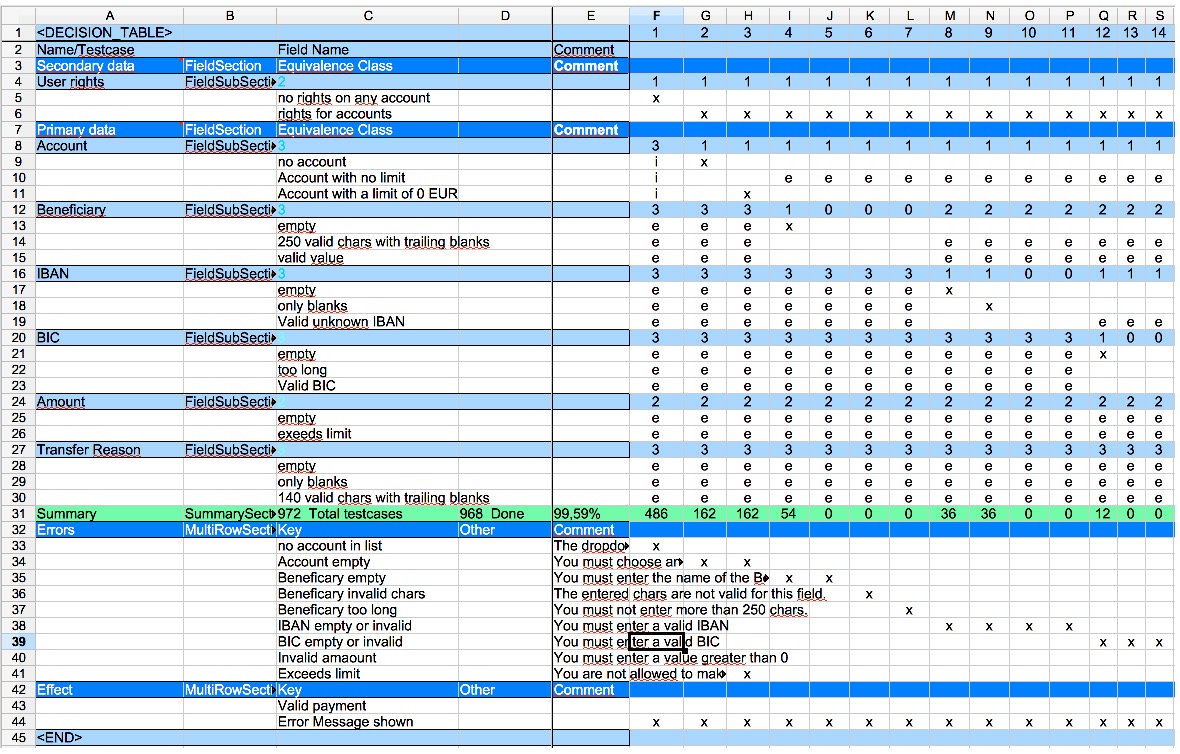 A B C D E F G H I J K L M N O P Q R S
1 <DECISION_TABLE> 1 2 3 4 5 6 7 8 9 10 11 12 13 14
2 Name/Testcase Field Name Comment
3 Secondary data FieldSection Equivalence Class Comment
4 User rights FieldSubSecti 2 1 1 1 1 1 1 1 1 1 1 1 1 1 1
5 no rights on any account x
6 rights for accounts x x x x x x x x x x x x x
7 Primary data FieldSection Equivalence Class Comment
8 Account FieldSubSecti 3 3 1 1 1 1 1 1 1 1 1 1 1 1 1
9 no account i x
10 Account with no limit i e e e e e e e e e e e
11 Account with a limit of 0 EUR i x
12 Beneficiary FieldSubSecti 3 3 3 3 1 0 0 0 2 2 2 2 2 2 2
13 empty e e e x
14 250 valid chars with trailing blanks e e e e e e e e e e
15 valid value e e e e e e e e e e
16 IBAN FieldSubSecti 3 3 3 3 3 3 3 3 1 1 0 0 1 1 1
17 empty e e e e e e e x
18 only blanks e e e e e e e x
19 Valid unknown IBAN e e e e e e e e e e
20 BIC FieldSubSecti 3 3 3 3 3 3 3 3 3 3 3 1 0 0
21 empty e e e e e e e e e e e x
22 too long e e e e e e e e e e e
23 Valid BIC e e e e e e e e e e e
24 Amount FieldSubSecti 2 2 2 2 2 2 2 2 2 2 2 2 2 2
25 empty e e e e e e e e e e e e e e
26 exeeds limit e e e e e e e e e e e e e e
27 Transfer Reason FieldSubSecti 3 3 3 3 3 3 3 3 3 3 3 3 3 3
28 empty e e e e e e e e e e e e e e
29 only blanks e e e e e e e e e e e e e e
30 140 valid chars with trailing blanks e e e e e e e e e e e e e e
31 Summary SummarySect 972 Total testcases 968 Done 99,59% 486 162 162 54 0 0 0 36 36 0 0 12 0 0
32 Errors MultiRowSecti Key Other Comment
33 no account in list The dropdo x
34 Account empty You must choose an x x
35 Beneficary empty You must enter the name of the Be x x
36 Beneficary invalid chars The entered chars are not valid for this field. x
37 Beneficary too long You must not enter more than 250 chars. x
38 IBAN empty or invalid You must enter a valid IBAN x x x x
39 BIC empty or invalid You must enter a valid BIC x x x
40 Invalid amaount You must enter a value greater than 0
41 Exceeds limit You are not allowed to mak x
42 Effect MultiRowSecti Key Other Comment
43 Valid payment
44 Error Message shown x x x x x x x x x x x x x x
45 <END>